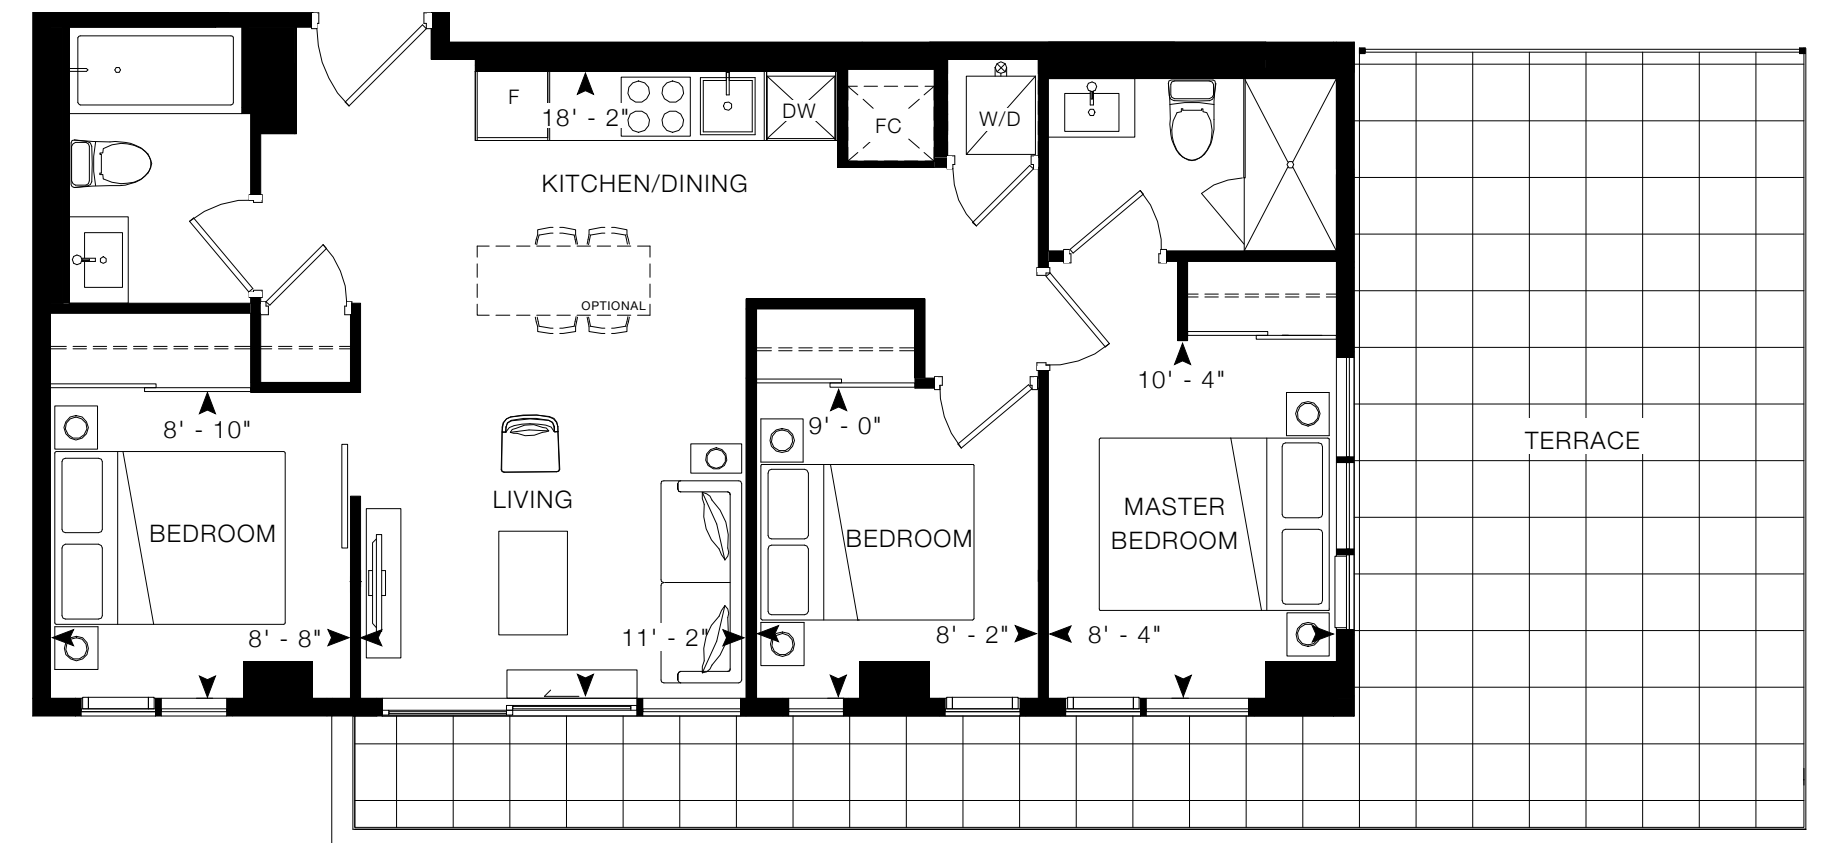 F
18' - 2"
DW
FC
W/D
KITCHEN/DINING
OPTIONAL
10' - 4"
8' - 10"
9' - 0"
TERRACE
LIVING
MASTER
BEDROOM
BEDROOM
BEDROOM
8' - 8"
11' - 2"
8' - 2"
8' - 4"